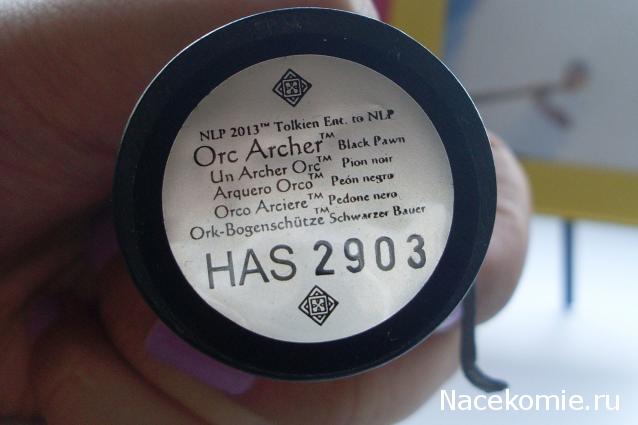 NLP 2013™ Tolkien Ent. to NLP
Orc Archer™ Black Pawn
Un Archer Orc™ Pion noir
Arquero Orco™ Peón negro
Orco Arciere™ Pedone nero
Ork-Bogenschütze™ Schwarzer Bauer
HAS 2903
Nacekomie.ru